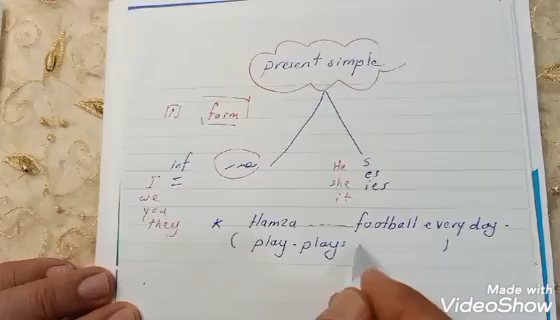 present simple
[1] form
inf
He s
I
she es
we
it ies
you
they
* Hamza ..... football every day.
( play - plays )
Made with
VideoShow